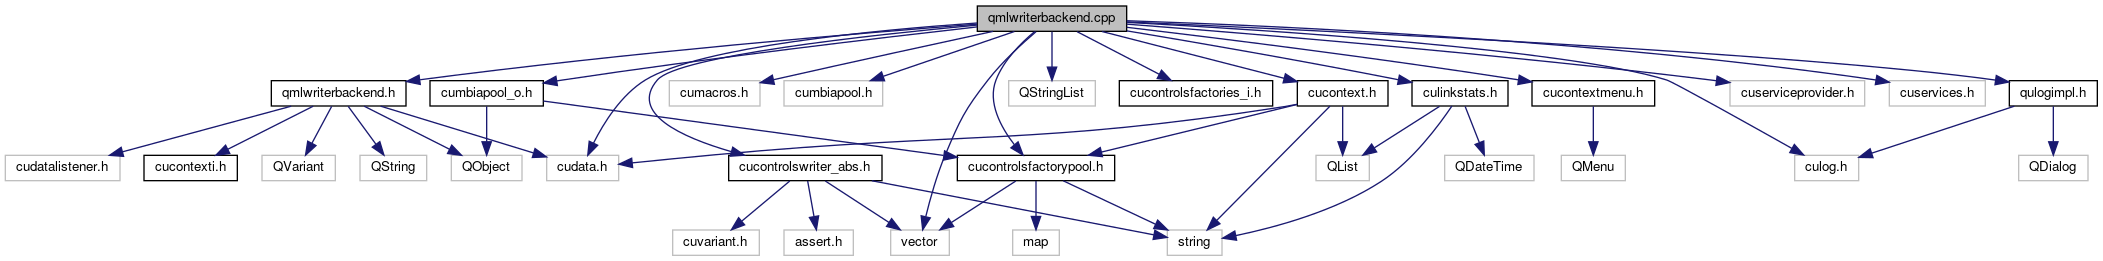 qmlwriterbackend.cpp
qmlwriterbackend.h
cumbiapool_o.h
cumacros.h
cumbiapool.h
QStringList
cucontrolsfactories_i.h
cucontext.h
culinkstats.h
cucontextmenu.h
cuserviceprovider.h
cuservices.h
qulogimpl.h
cudatalistener.h
cucontexti.h
QVariant
QString
QObject
cudata.h
cucontrolswriter_abs.h
cucontrolsfactorypool.h
QList
QDateTime
QMenu
culog.h
QDialog
cuvariant.h
assert.h
vector
map
string